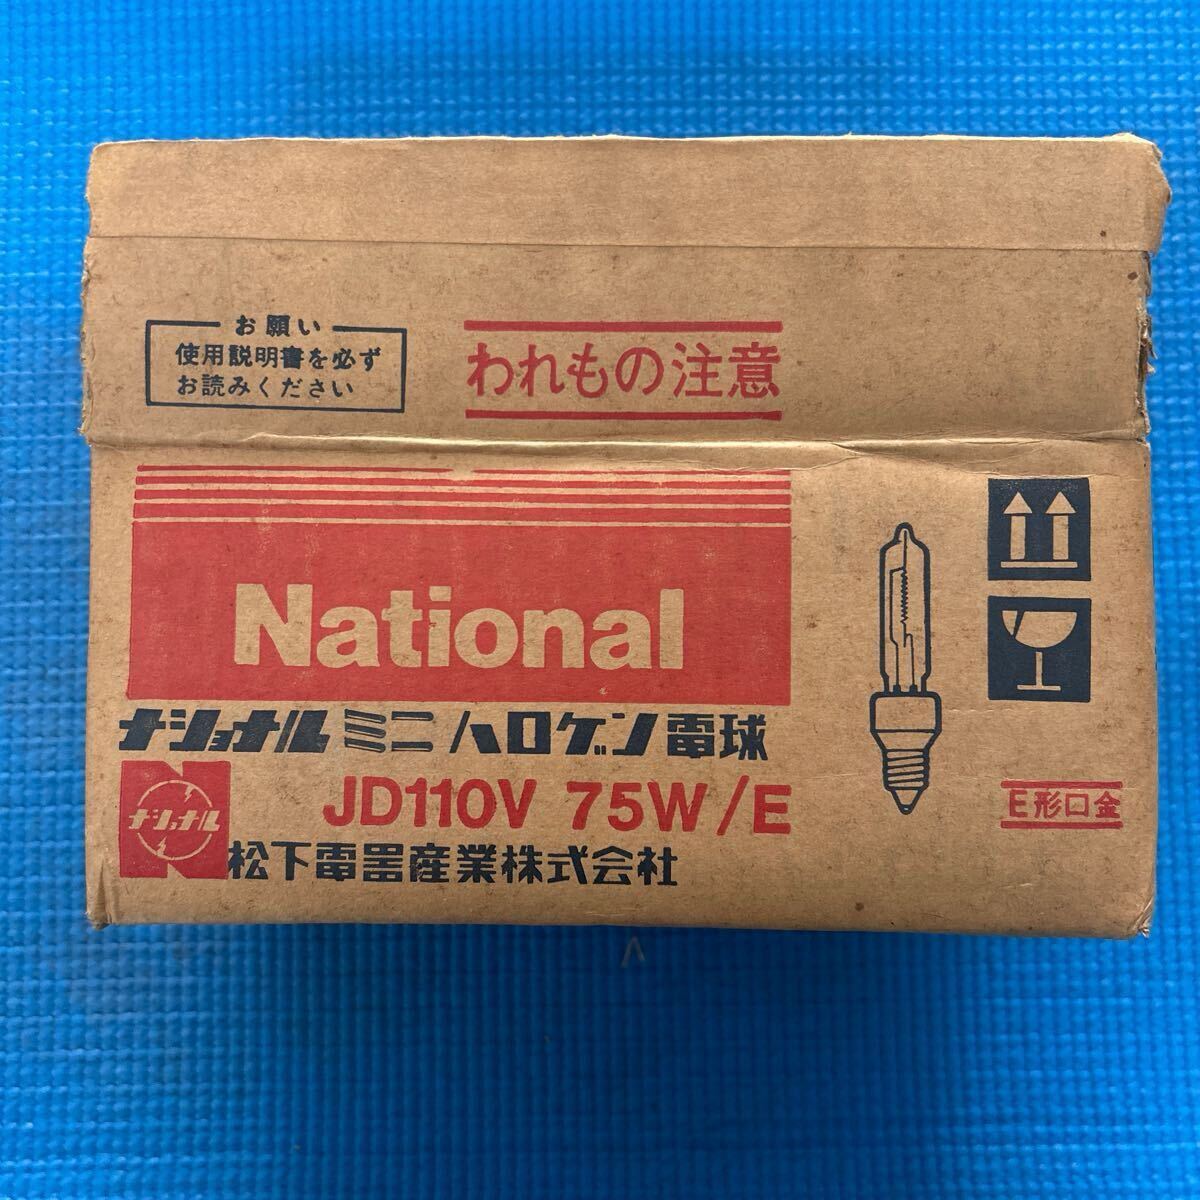 お願い
使用説明書を必ず
お読みください
われもの注意
National
ナショナル ミニハロゲン電球
JD110V 75W/E
E形口金
ナショナル
松下電器産業株式会社